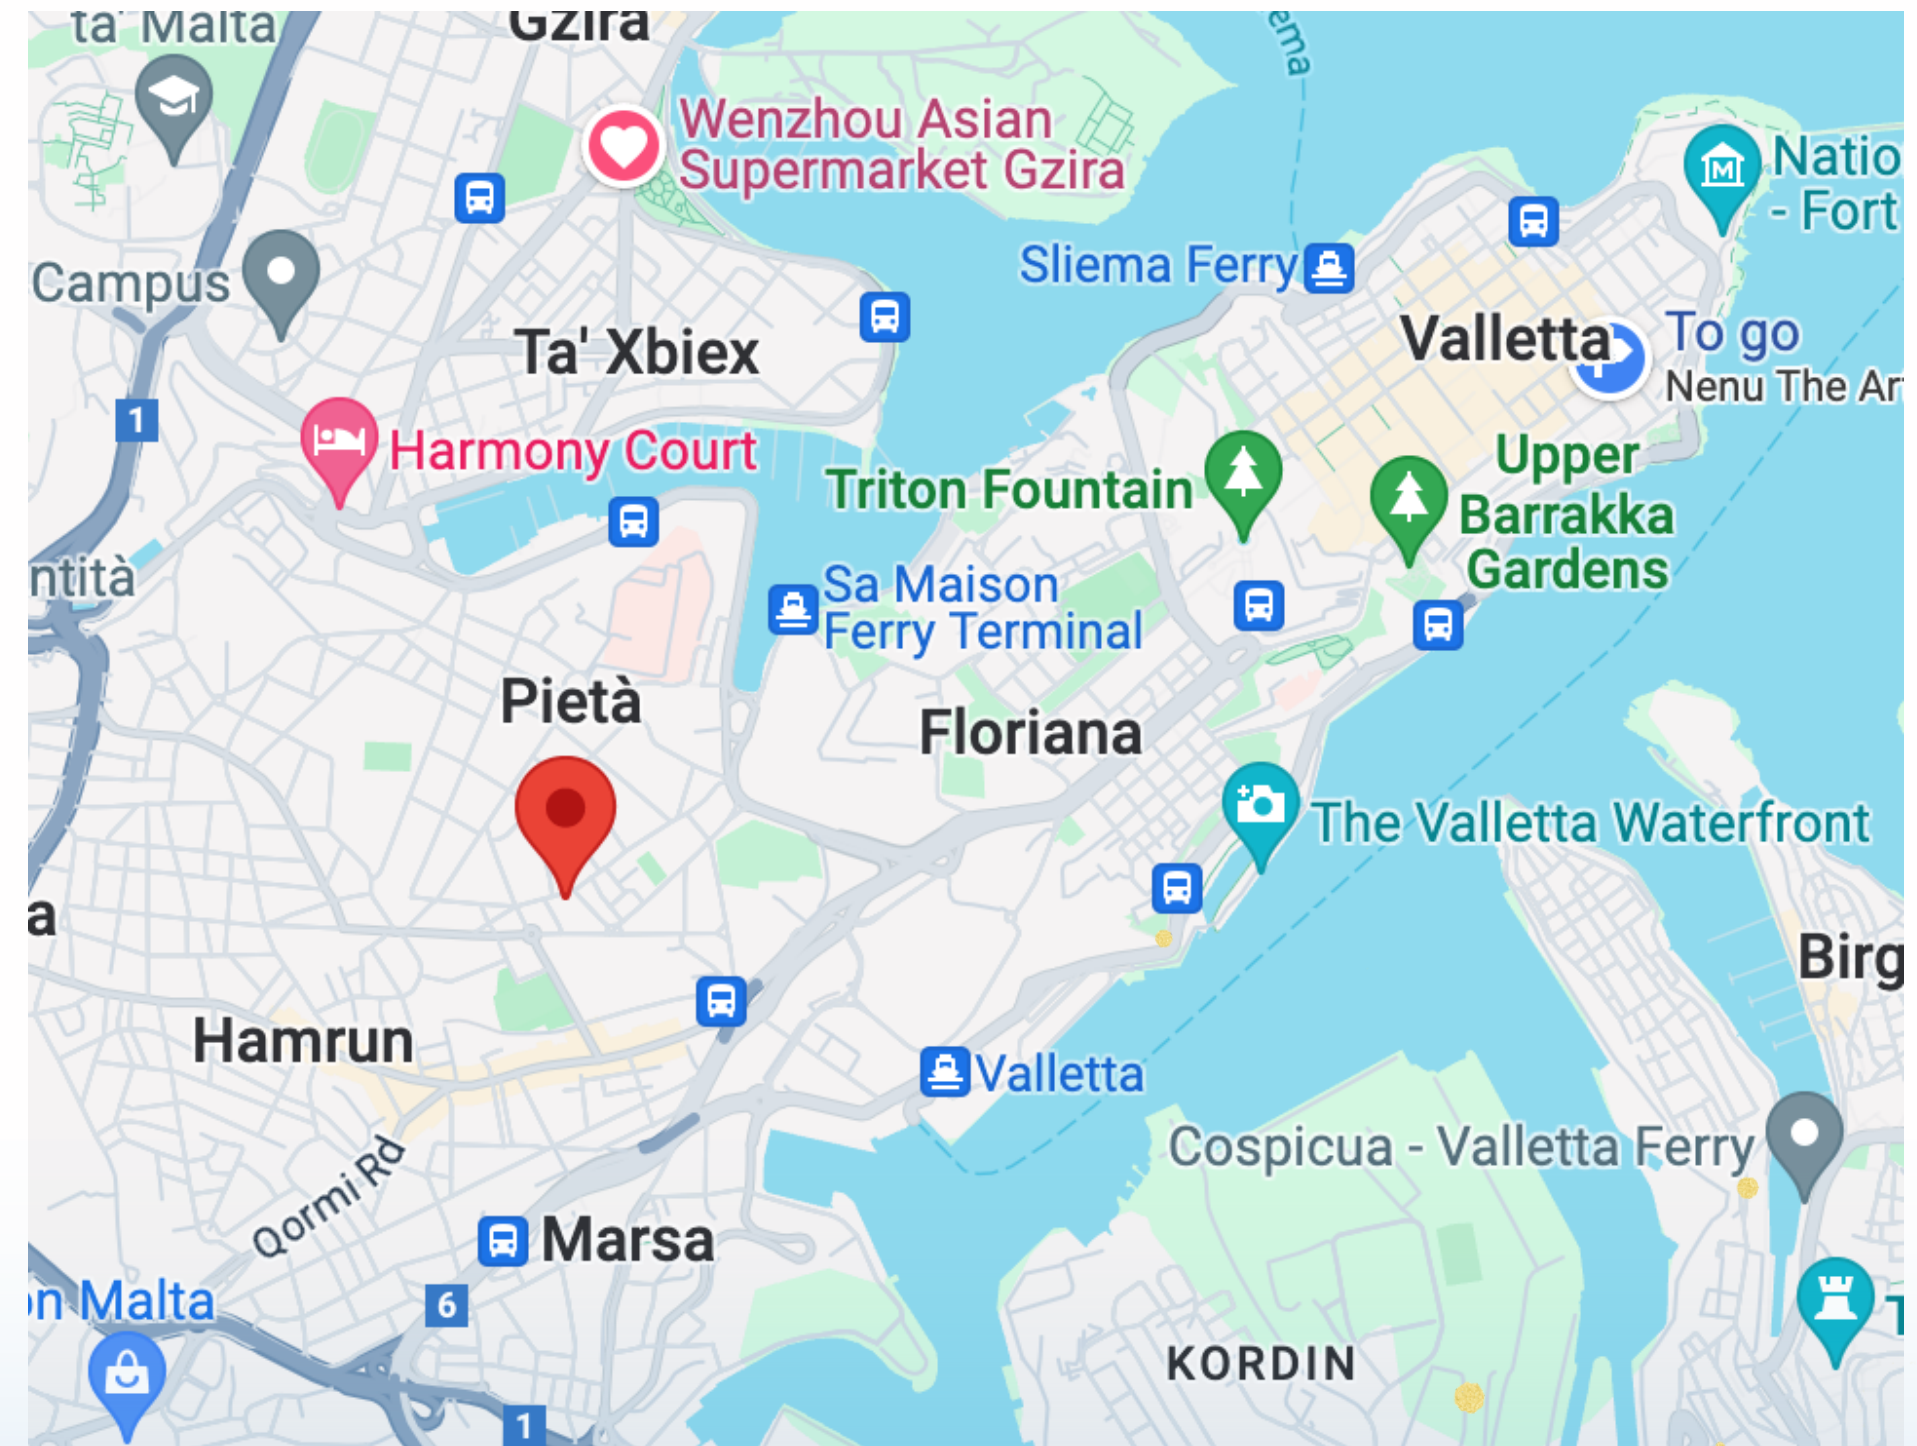 ta' Malta
Gzira
Wenzhou Asian
Supermarket Gzira
Natio
- Fort
Campus
Sliema Ferry
Ta' Xbiex
Valletta
To go
Nenu The Ar
1
Harmony Court
Triton Fountain
Upper
Barrakka
Gardens
ntità
Sa Maison
Ferry Terminal
Pietà
Floriana
The Valletta Waterfront
a
Birg
Hamrun
Valletta
Cospicua - Valletta Ferry
Qormi Rd
Marsa
on Malta
6
T
KORDIN
1